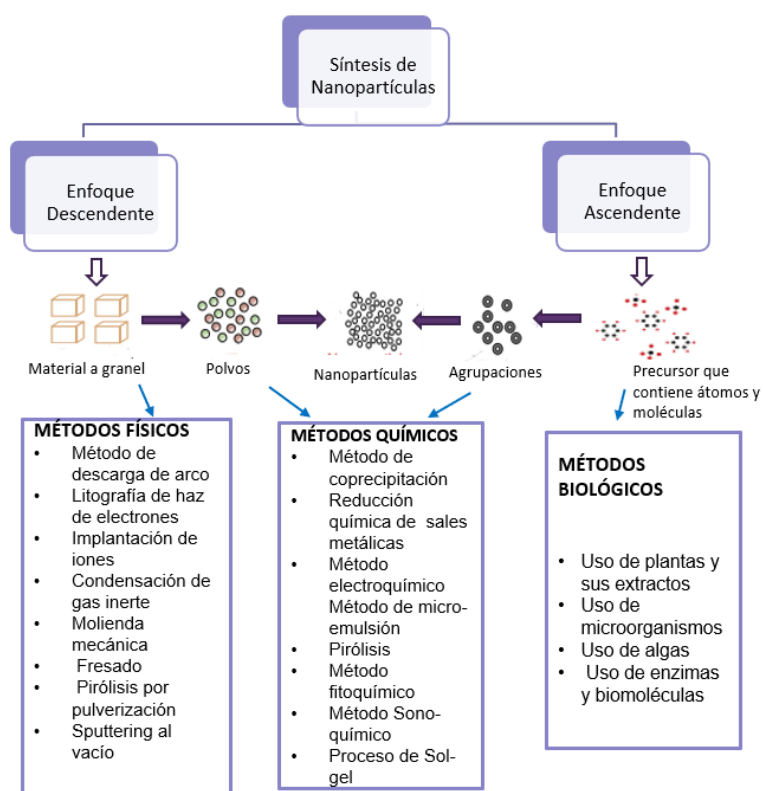 Síntesis de
Nanopartículas
Enfoque
Descendente
Enfoque
Ascendente
Material a granel
Polvos
Nanopartículas
Agrupaciones
Precursor que
contiene átomos y
moléculas
MÉTODOS FÍSICOS
• Método de
descarga de arco
• Litografía de haz
de electrones
• Implantación de
iones
• Condensación de
gas inerte
• Molienda
mecánica
• Fresado
• Pirólisis por
pulverización
• Sputtering al
vacío
MÉTODOS QUÍMICOS
• Método de
coprecipitación
• Reducción
química de sales
metálicas
• Método
electroquímico
Método de micro-
emulsión
• Pirólisis
• Método
fitoquímico
• Método Sono-
químico
• Proceso de Sol-
gel
MÉTODOS
BIOLÓGICOS
• Uso de plantas y
sus extractos
• Uso de
microorganismos
• Uso de algas
• Uso de enzimas
y biomoléculas